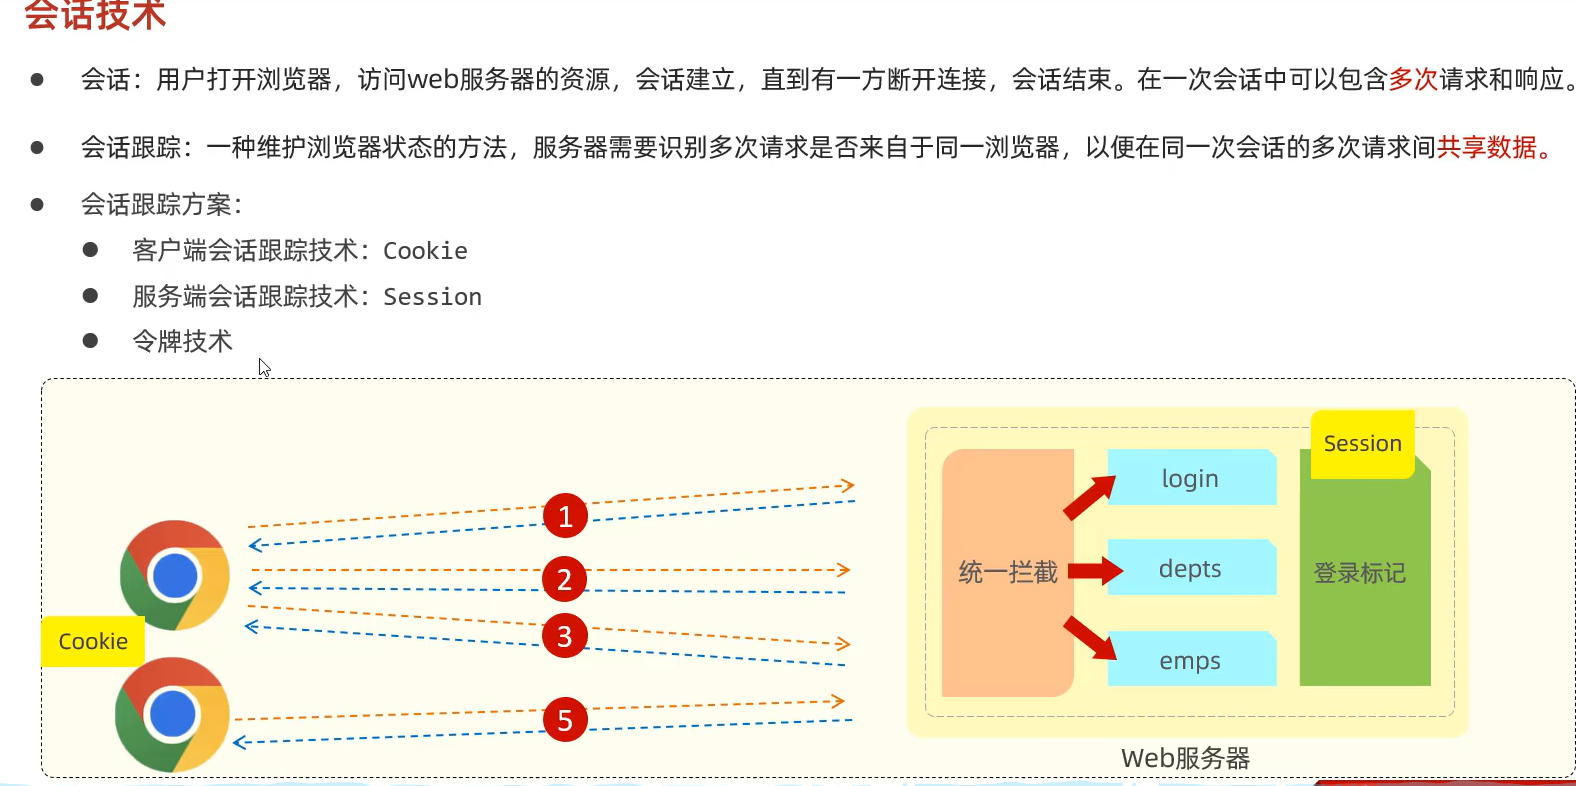 会话技术
会话：用户打开浏览器，访问web服务器的资源，会话建立，直到有一方断开连接，会话结束。在一次会话中可以包含多次请求和响应。
会话跟踪：一种维护浏览器状态的方法，服务器需要识别多次请求是否来自于同一浏览器，以便在同一次会话的多次请求间共享数据。
会话跟踪方案：
客户端会话跟踪技术：Cookie
服务端会话跟踪技术：Session
令牌技术
Session
login
1
统一拦截
depts
登录标记
2
3
Cookie
emps
5
Web服务器